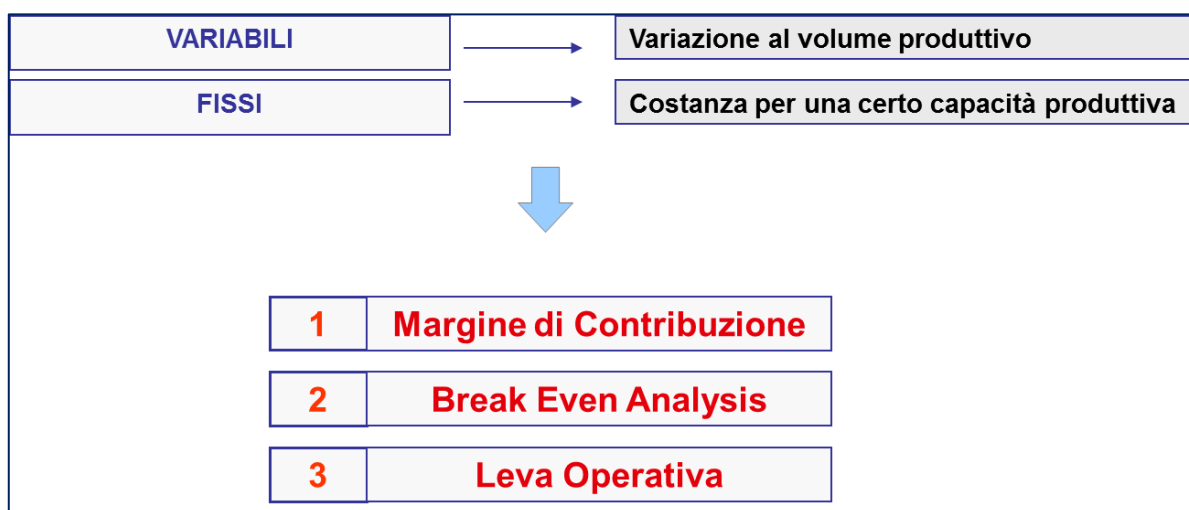 VARIABILI
Variazione al volume produttivo
FISSI
Costanza per una certo capacità produttiva
1 Margine di Contribuzione
2 Break Even Analysis
3 Leva Operativa